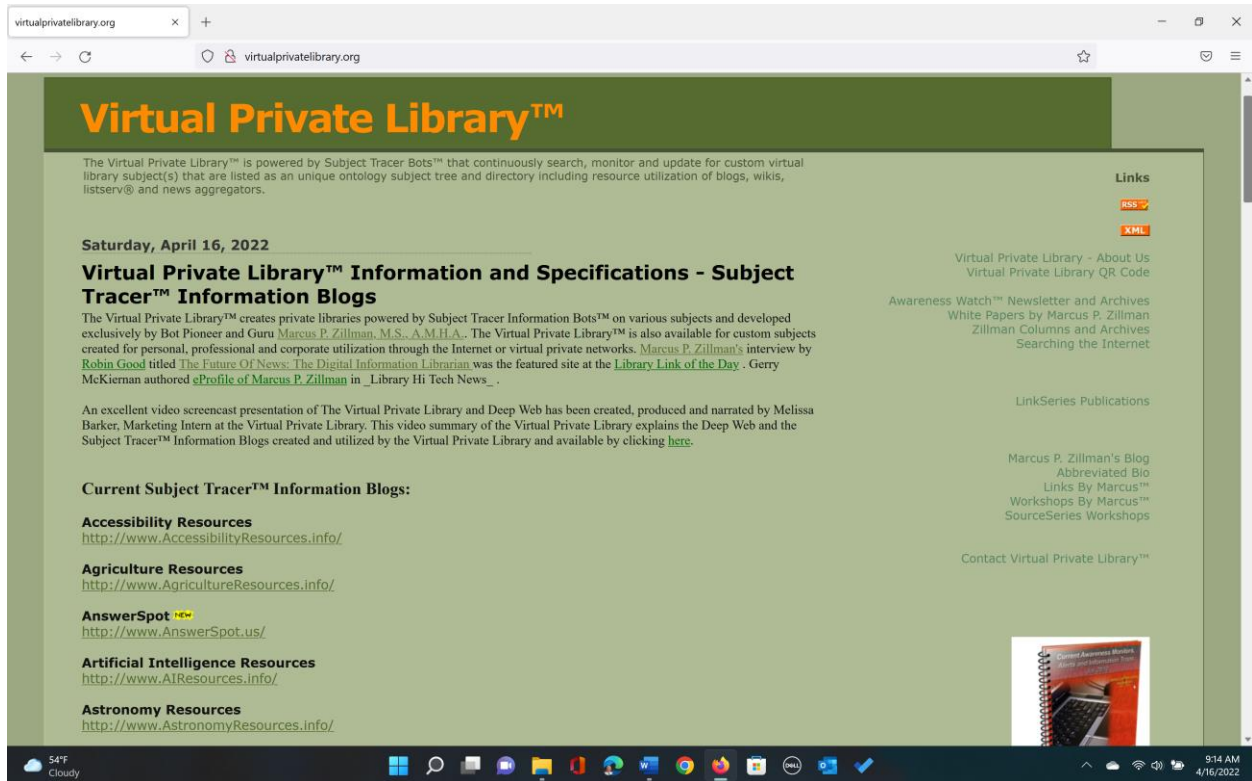 virtualprivatelibrary.org
virtualprivatelibrary.org
Virtual Private Library™
The Virtual Private Library™ is powered by Subject Tracer Bots™ that continuously search, monitor and update for custom virtual
library subject(s) that are listed as an unique ontology subject tree and directory including resource utilization of blogs, wikis,
listserv® and news aggregators.
Saturday, April 16, 2022
Virtual Private Library™ Information and Specifications - Subject
Tracer™ Information Blogs
The Virtual Private Library™ creates private libraries powered by Subject Tracer Information Bots™ on various subjects and developed
exclusively by Bot Pioneer and Guru Marcus P. Zillman, M.S., A.M.H.A.. The Virtual Private Library™ is also available for custom subjects
created for personal, professional and corporate utilization through the Internet or virtual private networks. Marcus P. Zillman's interview by
Robin Good titled The Future Of News: The Digital Information Librarian was the featured site at the Library Link of the Day . Gerry
McKiernan authored eProfile of Marcus P. Zillman in _Library Hi Tech News_ .
An excellent video screencast presentation of The Virtual Private Library and Deep Web has been created, produced and narrated by Melissa
Barker, Marketing Intern at the Virtual Private Library. This video summary of the Virtual Private Library explains the Deep Web and the
Subject Tracer™ Information Blogs created and utilized by the Virtual Private Library and available by clicking here.
Current Subject Tracer™ Information Blogs:
Accessibility Resources
http://www.AccessibilityResources.info/
Agriculture Resources
http://www.AgricultureResources.info/
AnswerSpot NEW
http://www.AnswerSpot.us/
Artificial Intelligence Resources
http://www.AIResources.info/
Astronomy Resources
http://www.AstronomyResources.info/
Links
RSS
XML
Virtual Private Library - About Us
Virtual Private Library QR Code
Awareness Watch™ Newsletter and Archives
White Papers by Marcus P. Zillman
Zillman Columns and Archives
Searching the Internet
LinkSeries Publications
Marcus P. Zillman's Blog
Abbreviated Bio
Links By Marcus™
Workshops By Marcus™
SourceSeries Workshops
Contact Virtual Private Library™
Current Awareness Monitors,
54°F
Cloudy
DELL
9:14 AM
4/16/2022